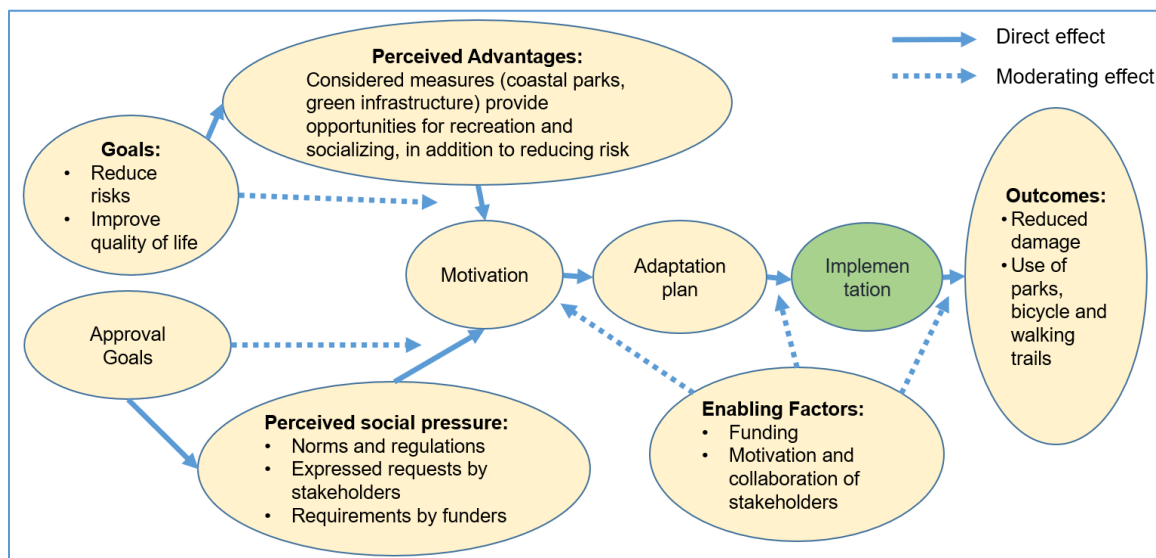 Perceived Advantages:
Considered measures (coastal parks,
green infrastructure) provide
opportunities for recreation and
socializing, in addition to reducing risk
Direct effect
Moderating effect
Goals:
• Reduce
risks
• Improve
quality of life
Motivation
Adaptation
plan
Implemen
tation
Outcomes:
• Reduced
damage
• Use of
parks,
bicycle and
walking
trails
Approval
Goals
Perceived social pressure:
• Norms and regulations
• Expressed requests by
stakeholders
• Requirements by funders
Enabling Factors:
• Funding
• Motivation and
collaboration of
stakeholders